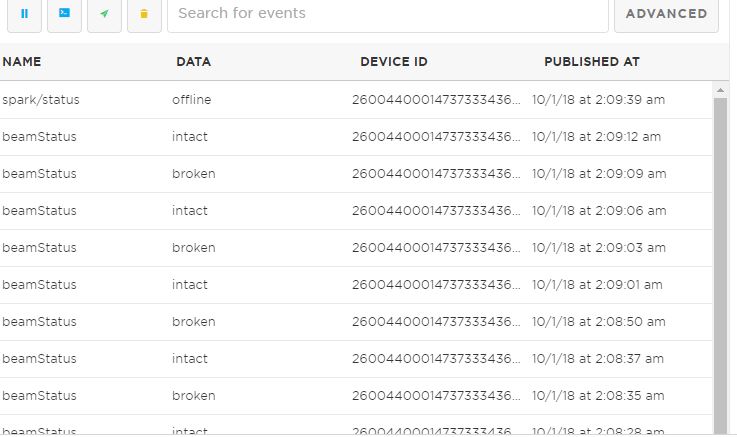 Search for events ADVANCED
NAME DATA DEVICE ID PUBLISHED AT
spark/status offline 26004400014737333436... 10/1/18 at 2:09:39 am
beamStatus intact 26004400014737333436... 10/1/18 at 2:09:12 am
beamStatus broken 26004400014737333436... 10/1/18 at 2:09:09 am
beamStatus intact 26004400014737333436... 10/1/18 at 2:09:06 am
beamStatus broken 26004400014737333436... 10/1/18 at 2:09:03 am
beamStatus intact 26004400014737333436... 10/1/18 at 2:09:01 am
beamStatus broken 26004400014737333436... 10/1/18 at 2:08:50 am
beamStatus intact 26004400014737333436... 10/1/18 at 2:08:37 am
beamStatus broken 26004400014737333436... 10/1/18 at 2:08:35 am
beamStatus intact 26004400014737333436... 10/1/18 at 2:08:28 am